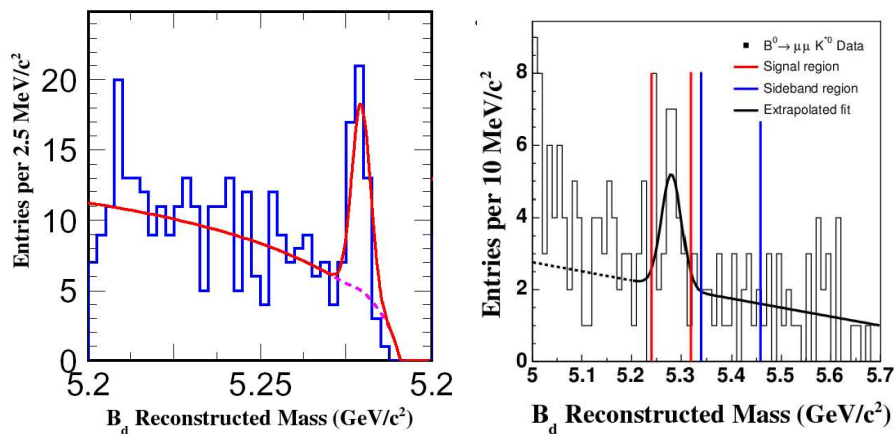 Entries per 2.5 MeV/c²
20
15
10
5
0
5.2
5.25
5.2
B_d Reconstructed Mass (GeV/c²)
Entries per 10 MeV/c²
8
6
4
2
0
B⁰→ μμ K*⁰ Data
Signal region
Sideband region
Extrapolated fit
5
5.1
5.2
5.3
5.4
5.5
5.6
5.7
B_d Reconstructed Mass (GeV/c²)